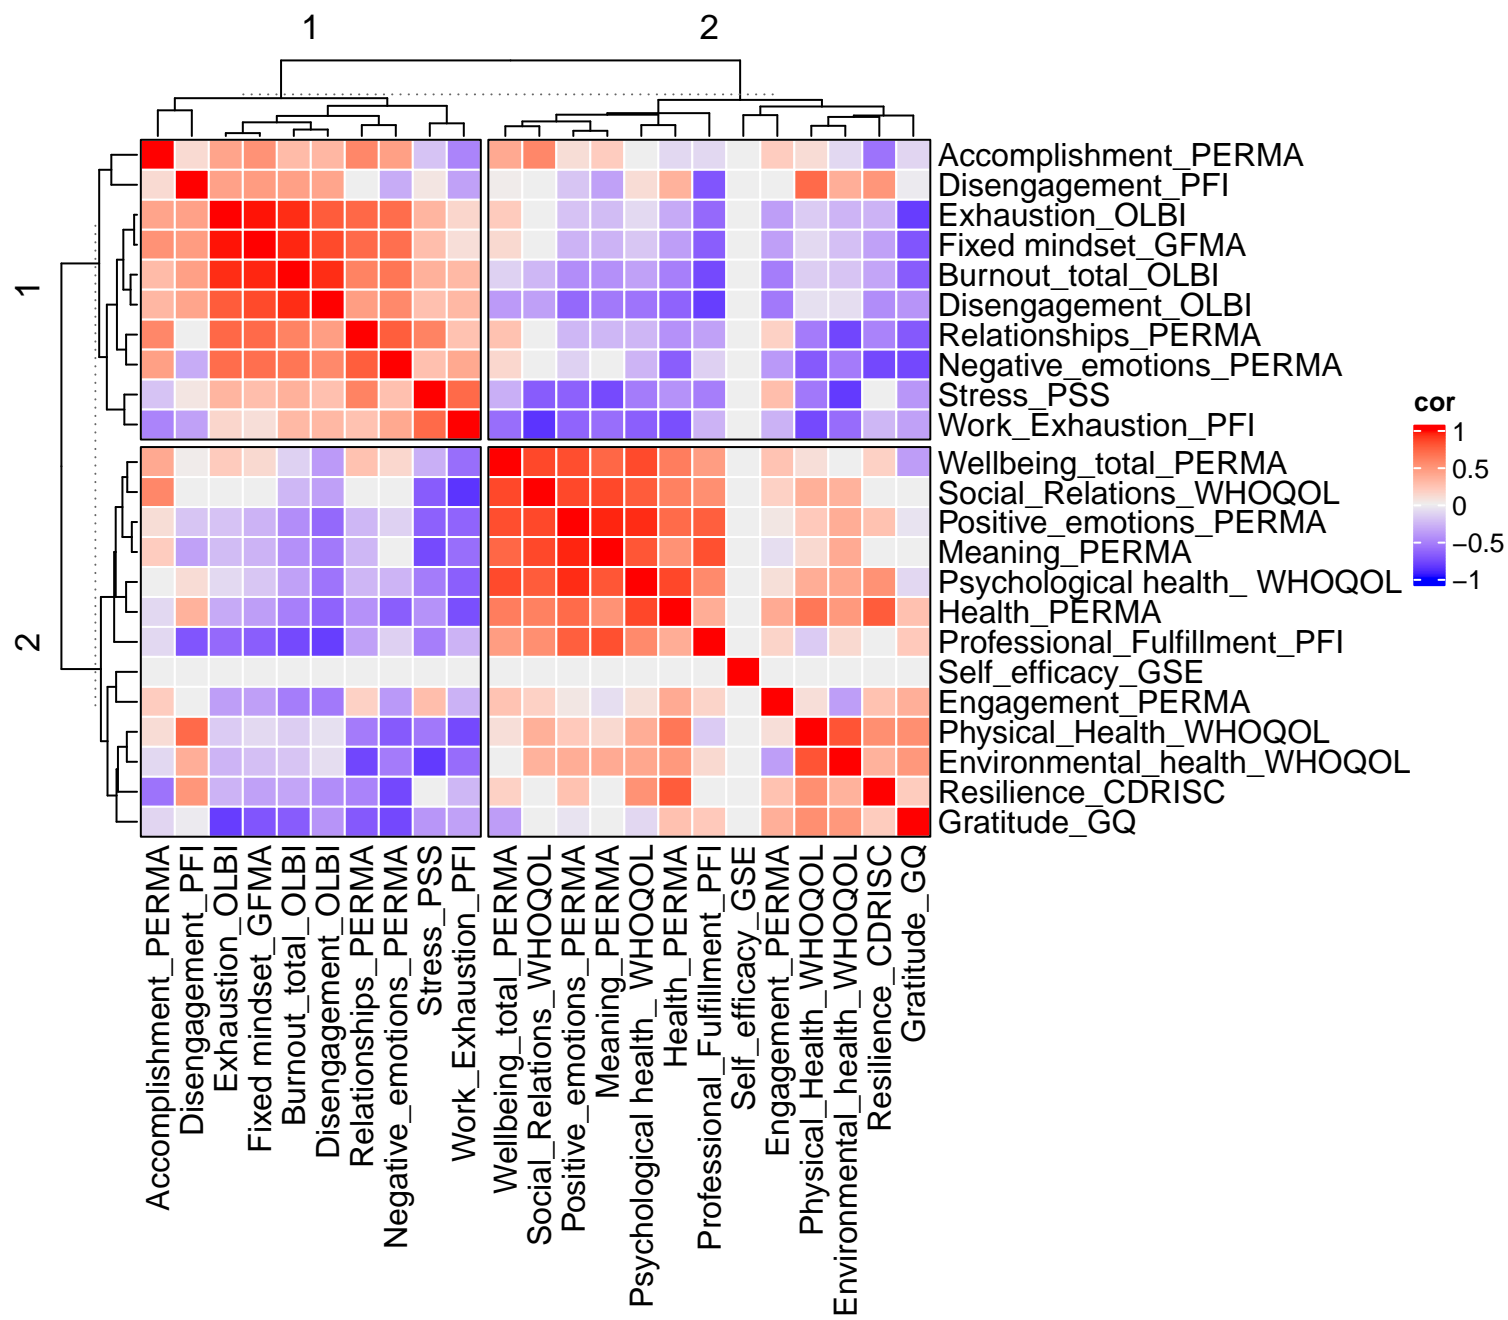 1 2
1
2
Accomplishment_PERMA
Disengagement_PFI
Exhaustion_OLBI
Fixed mindset_GFMA
Burnout_total_OLBI
Disengagement_OLBI
Relationships_PERMA
Negative_emotions_PERMA
Stress_PSS
Work_Exhaustion_PFI
Wellbeing_total_PERMA
Social_Relations_WHOQOL
Positive_emotions_PERMA
Meaning_PERMA
Psychological health_ WHOQOL
Health_PERMA
Professional_Fulfillment_PFI
Self_efficacy_GSE
Engagement_PERMA
Physical_Health_WHOQOL
Environmental_health_WHOQOL
Resilience_CDRISC
Gratitude_GQ
cor
1
0.5
0
−0.5
−1
Accomplishment_PERMA
Disengagement_PFI
Exhaustion_OLBI
Fixed mindset_GFMA
Burnout_total_OLBI
Disengagement_OLBI
Relationships_PERMA
Negative_emotions_PERMA
Stress_PSS
Work_Exhaustion_PFI
Wellbeing_total_PERMA
Social_Relations_WHOQOL
Positive_emotions_PERMA
Meaning_PERMA
Psychological health_ WHOQOL
Health_PERMA
Professional_Fulfillment_PFI
Self_efficacy_GSE
Engagement_PERMA
Physical_Health_WHOQOL
Environmental_health_WHOQOL
Resilience_CDRISC
Gratitude_GQ